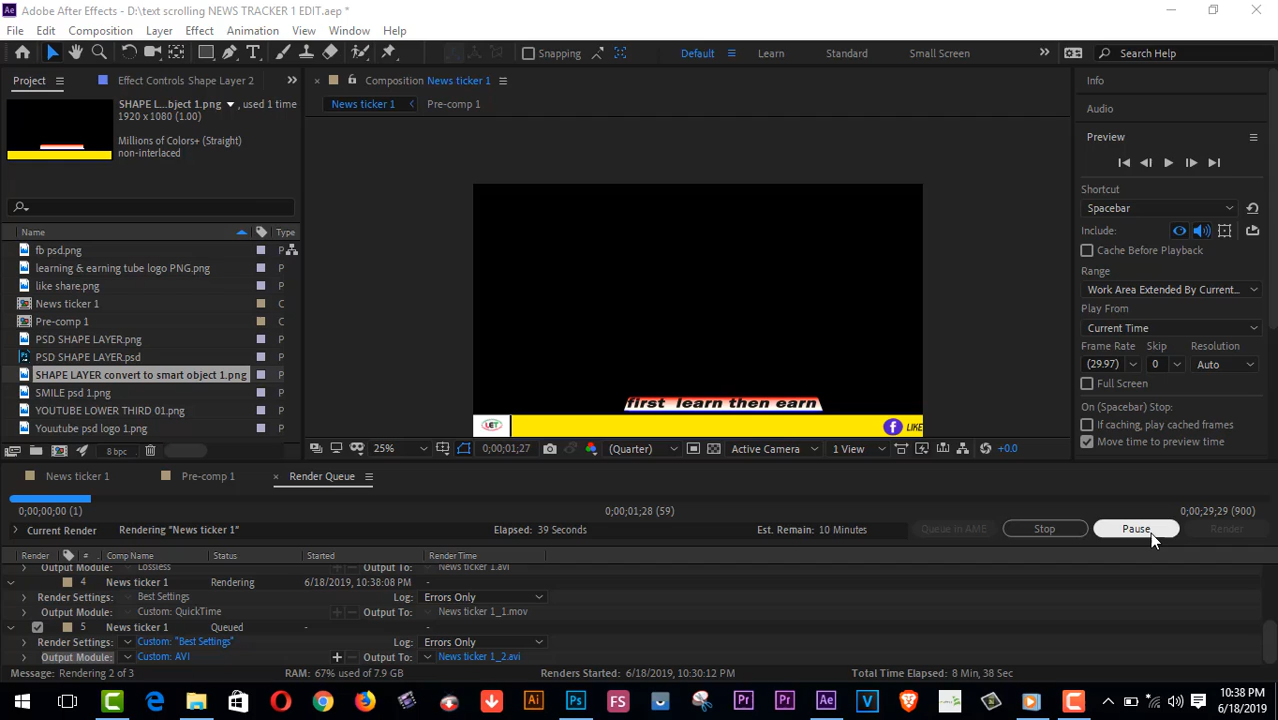 Adobe After Effects - D:\text scrolling NEWS TRACKER 1 EDIT.aep *
File Edit Composition Layer Effect Animation View Window Help
Snapping Default Learn Standard Small Screen Search Help
Project Effect Controls Shape Layer 2
SHAPE L...bject 1.png , used 1 time
1920 x 1080 (1.00)
Millions of Colors+ (Straight)
non-interlaced
Name Type
fb psd.png P
learning & earning tube logo PNG.png P
like share.png P
News ticker 1 C
Pre-comp 1 C
PSD SHAPE LAYER.png P
PSD SHAPE LAYER.psd P
SHAPE LAYER convert to smart object 1.png P
SMILE psd 1.png P
YOUTUBE LOWER THIRD 01.png P
Yooutube psd logo 1.png P
8 bpc
Composition News ticker 1
News ticker 1 Pre-comp 1
first learn then earn
LET f LIKE
25% 0;00;01;27 (Quarter) Active Camera 1 View +0.0
Info
Audio
Preview
Shortcut
Spacebar
Include:
Cache Before Playback
Range
Work Area Extended By Current...
Play From
Current Time
Frame Rate Skip Resolution
(29.97) 0 Auto
Full Screen
On (Spacebar) Stop:
If caching, play cached frames
Move time to preview time
News ticker 1 Pre-comp 1 Render Queue
0;00;00;00 (1) 0;00;01;28 (59) 0;00;29;29 (900)
Current Render Rendering "News ticker 1" Elapsed: 39 Seconds Est. Remain: 10 Minutes Queue in AME Stop Pause Render
Render # Comp Name Status Started Render Time
Output Module: Lossless Output To: News ticker 1.avi
4 News ticker 1 Rendering 6/18/2019, 10:38:08 PM -
Render Settings: Best Settings Log: Errors Only
Output Module: Custom: QuickTime Output To: News ticker 1_1.mov
5 News ticker 1 Queued - -
Render Settings: Custom: "Best Settings" Log: Errors Only
Output Module: Custom: AVI Output To: News ticker 1_2.avi
Message: Rendering 2 of 3 RAM: 67% used of 7.9 GB Renders Started: 6/18/2019, 10:30:12 PM Total Time Elapsed: 8 Min, 38 Sec
10:38 PM
6/18/2019